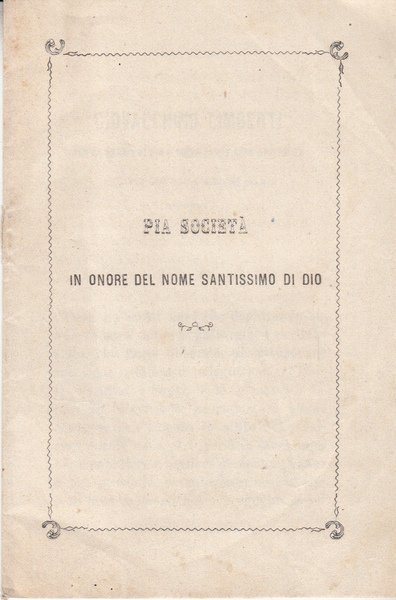 PIA SOCIETÀ
IN ONORE DEL NOME SANTISSIMO DI DIO